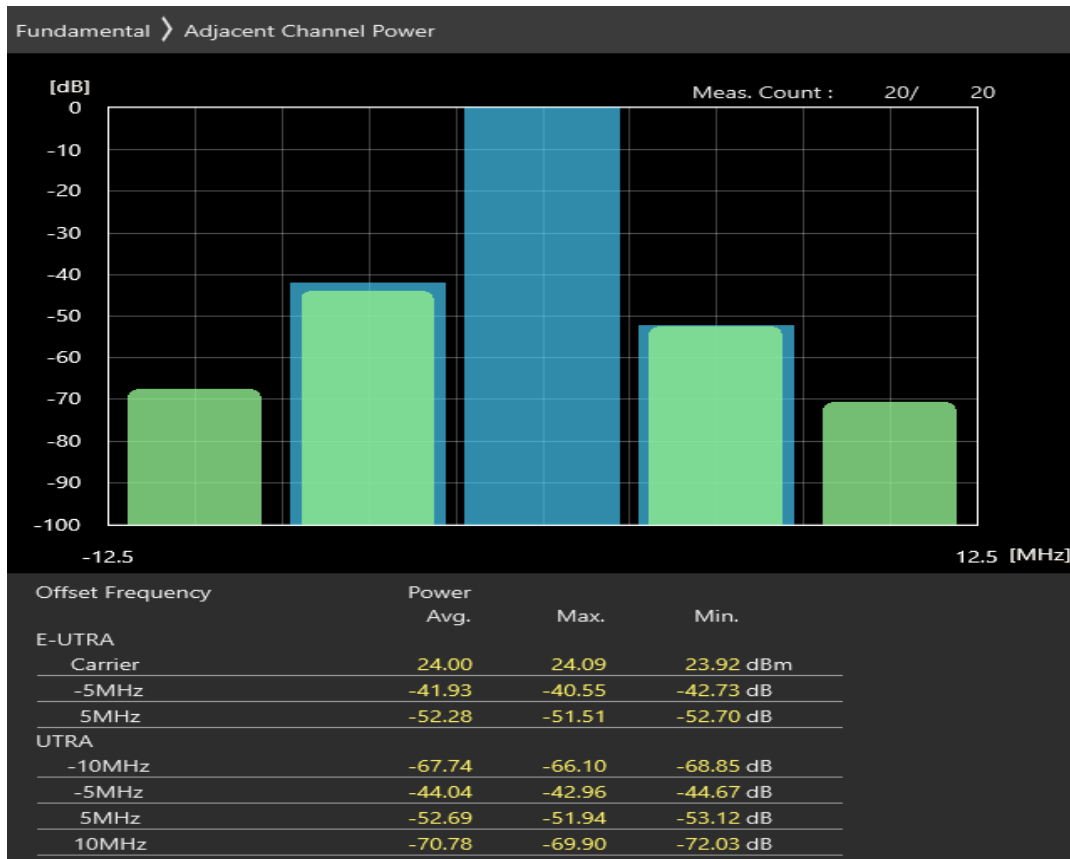 Fundamental ❯ Adjacent Channel Power
[dB]
Meas. Count : 20/ 20
0
-10
-20
-30
-40
-50
-60
-70
-80
-90
-100
-12.5 12.5 [MHz]
Offset Frequency Power
Avg. Max. Min.
E-UTRA
Carrier 24.00 24.09 23.92 dBm
-5MHz -41.93 -40.55 -42.73 dB
5MHz -52.28 -51.51 -52.70 dB
UTRA
-10MHz -67.74 -66.10 -68.85 dB
-5MHz -44.04 -42.96 -44.67 dB
5MHz -52.69 -51.94 -53.12 dB
10MHz -70.78 -69.90 -72.03 dB